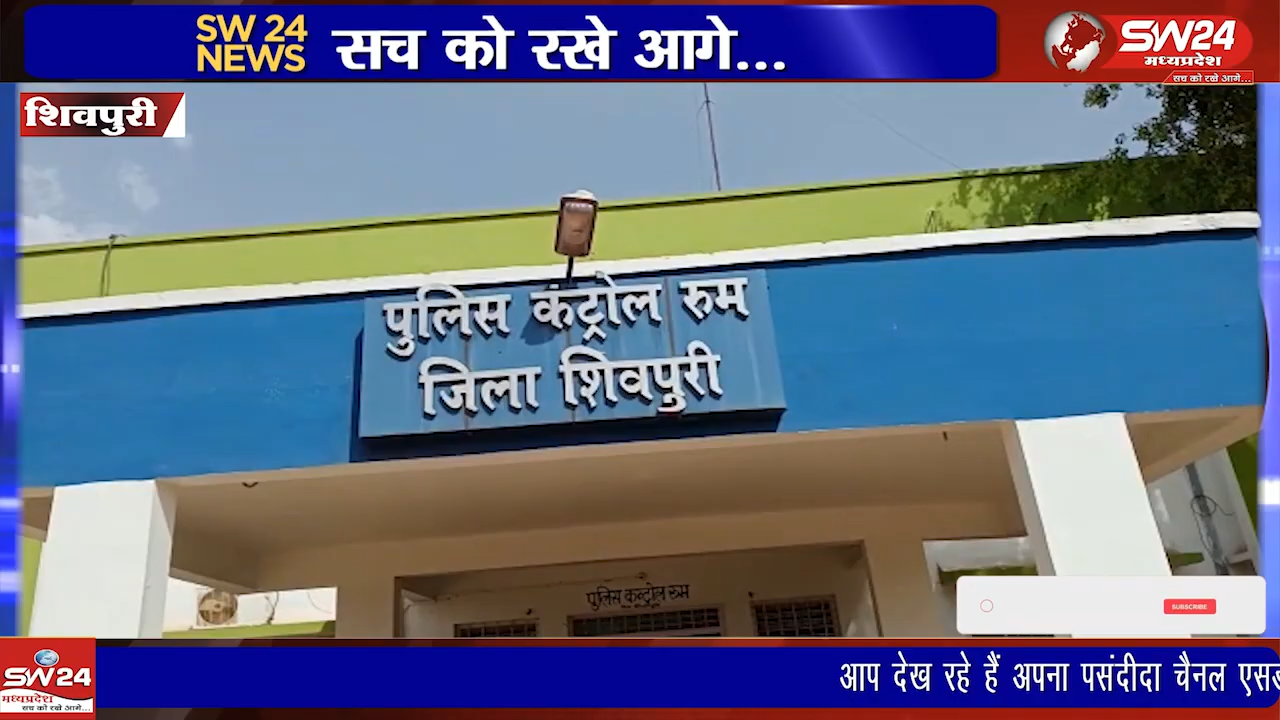 SW 24
NEWS
सच को रखे आगे...
SW24
मध्यप्रदेश
सच को रखे आगे...
शिवपुरी
पुलिस कंट्रोल रुम
जिला शिवपुरी
पुलिस कन्ट्रोल रूम
SUBSCRIBE
SW24
मध्यप्रदेश
सच को रखे आगे...
आप देख रहे हैं अपना पसंदीदा चैनल एसड